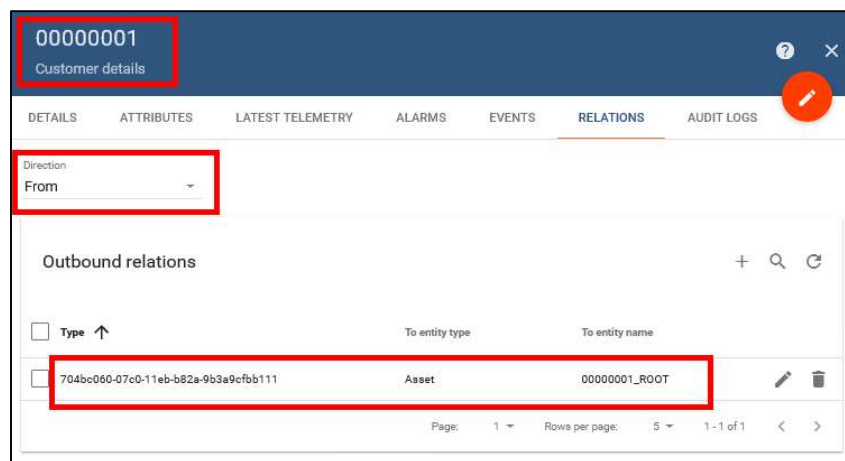 00000001
Customer details
DETAILS ATTRIBUTES LATEST TELEMETRY ALARMS EVENTS RELATIONS AUDIT LOGS
Direction
From
Outbound relations
Type To entity type To entity name
704bc060-07c0-11eb-b82a-9b3a9cfbb111 Asset 00000001_ROOT
Page: 1 Rows per page: 5 1 - 1 of 1